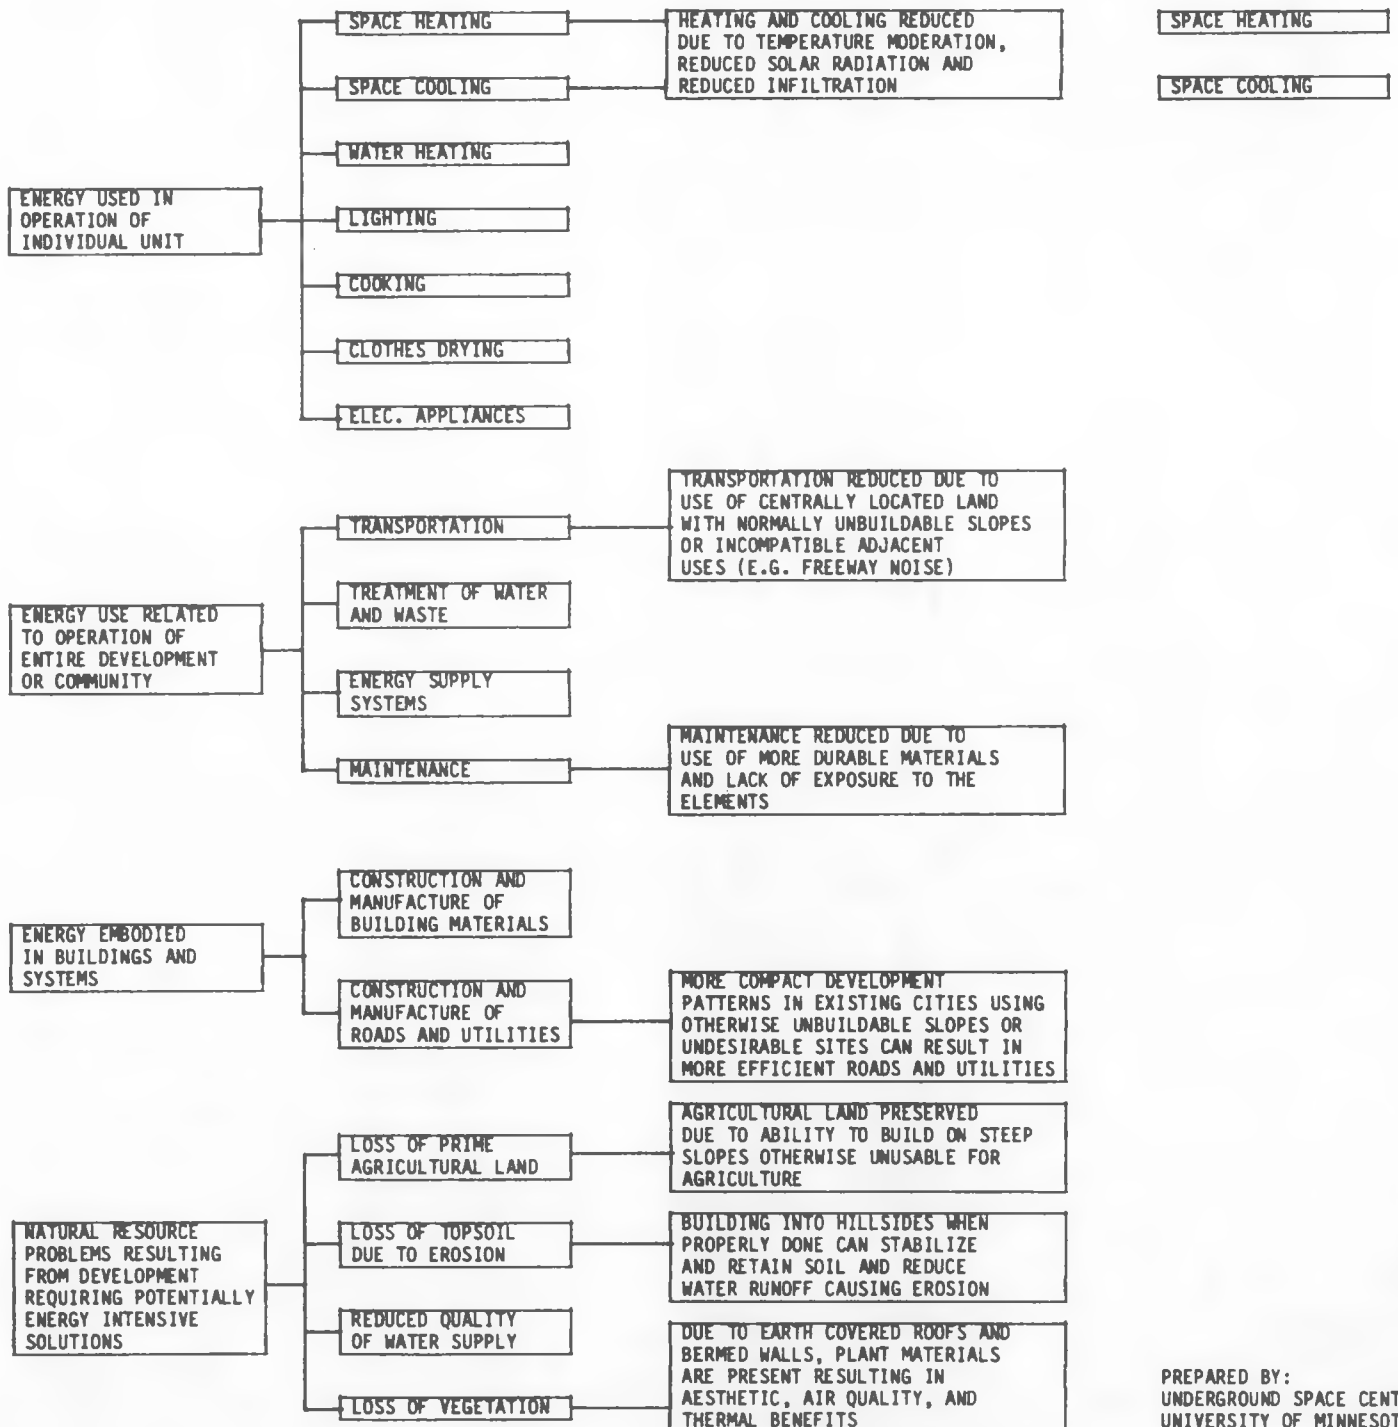 ENERGY USED IN
OPERATION OF
INDIVIDUAL UNIT
SPACE HEATING
SPACE COOLING
WATER HEATING
LIGHTING
COOKING
CLOTHES DRYING
ELEC. APPLIANCES
HEATING AND COOLING REDUCED
DUE TO TEMPERATURE MODERATION,
REDUCED SOLAR RADIATION AND
REDUCED INFILTRATION
SPACE HEATING
SPACE COOLING
ENERGY USE RELATED
TO OPERATION OF
ENTIRE DEVELOPMENT
OR COMMUNITY
TRANSPORTATION
TREATMENT OF WATER
AND WASTE
ENERGY SUPPLY
SYSTEMS
MAINTENANCE
TRANSPORTATION REDUCED DUE TO
USE OF CENTRALLY LOCATED LAND
WITH NORMALLY UNBUILDABLE SLOPES
OR INCOMPATIBLE ADJACENT
USES (E.G. FREEWAY NOISE)
MAINTENANCE REDUCED DUE TO
USE OF MORE DURABLE MATERIALS
AND LACK OF EXPOSURE TO THE
ELEMENTS
ENERGY EMBODIED
IN BUILDINGS AND
SYSTEMS
CONSTRUCTION AND
MANUFACTURE OF
BUILDING MATERIALS
CONSTRUCTION AND
MANUFACTURE OF
ROADS AND UTILITIES
MORE COMPACT DEVELOPMENT
PATTERNS IN EXISTING CITIES USING
OTHERWISE UNBUILDABLE SLOPES OR
UNDESIRABLE SITES CAN RESULT IN
MORE EFFICIENT ROADS AND UTILITIES
NATURAL RESOURCE
PROBLEMS RESULTING
FROM DEVELOPMENT
REQUIRING POTENTIALLY
ENERGY INTENSIVE
SOLUTIONS
LOSS OF PRIME
AGRICULTURAL LAND
LOSS OF TOPSOIL
DUE TO EROSION
REDUCED QUALITY
OF WATER SUPPLY
LOSS OF VEGETATION
AGRICULTURAL LAND PRESERVED
DUE TO ABILITY TO BUILD ON STEEP
SLOPES OTHERWISE UNUSABLE FOR
AGRICULTURE
BUILDING INTO HILLSIDES WHEN
PROPERLY DONE CAN STABILIZE
AND RETAIN SOIL AND REDUCE
WATER RUNOFF CAUSING EROSION
DUE TO EARTH COVERED ROOFS AND
BERMED WALLS, PLANT MATERIALS
ARE PRESENT RESULTING IN
AESTHETIC, AIR QUALITY, AND
THERMAL BENEFITS
PREPARED BY:
UNDERGROUND SPACE CENT
UNIVERSITY OF MINNESOT